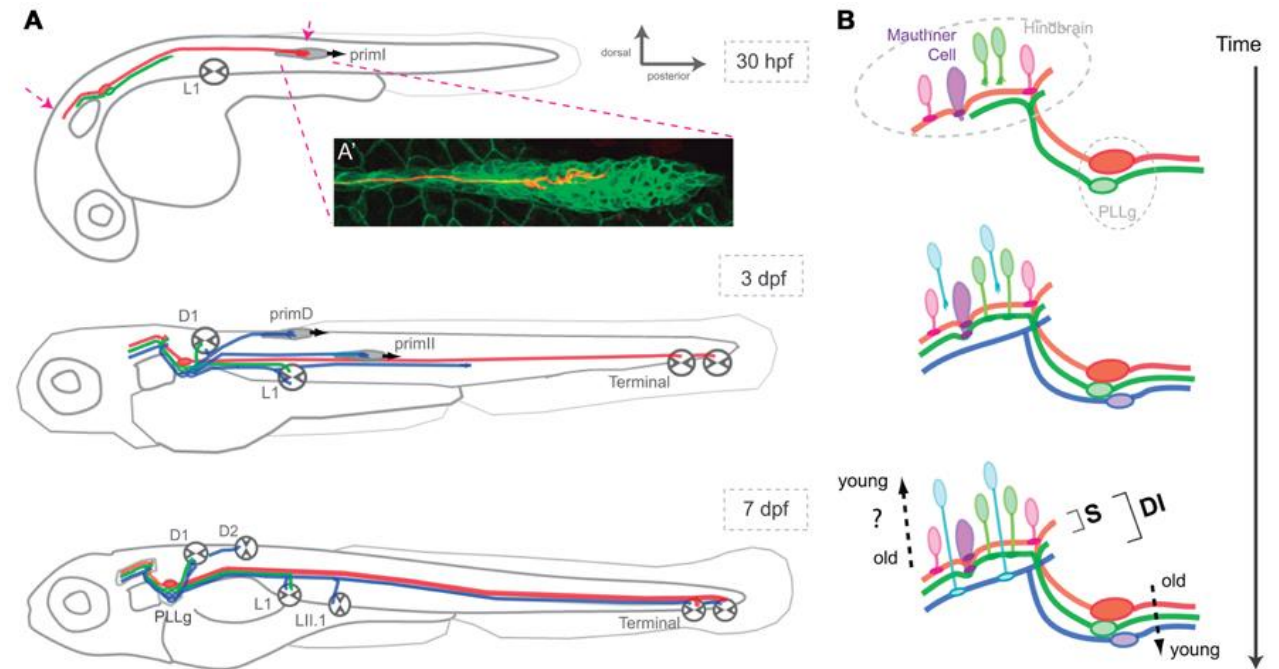 A
primI
L1
dorsal
posterior
30 hpf
A'
3 dpf
D1
primD
primII
L1
Terminal
7 dpf
D1
D2
PLLg
L1
LII.1
Terminal
B
Mauthner
Cell
Hindbrain
Time
PLLg
young
?
old
S
DI
old
young